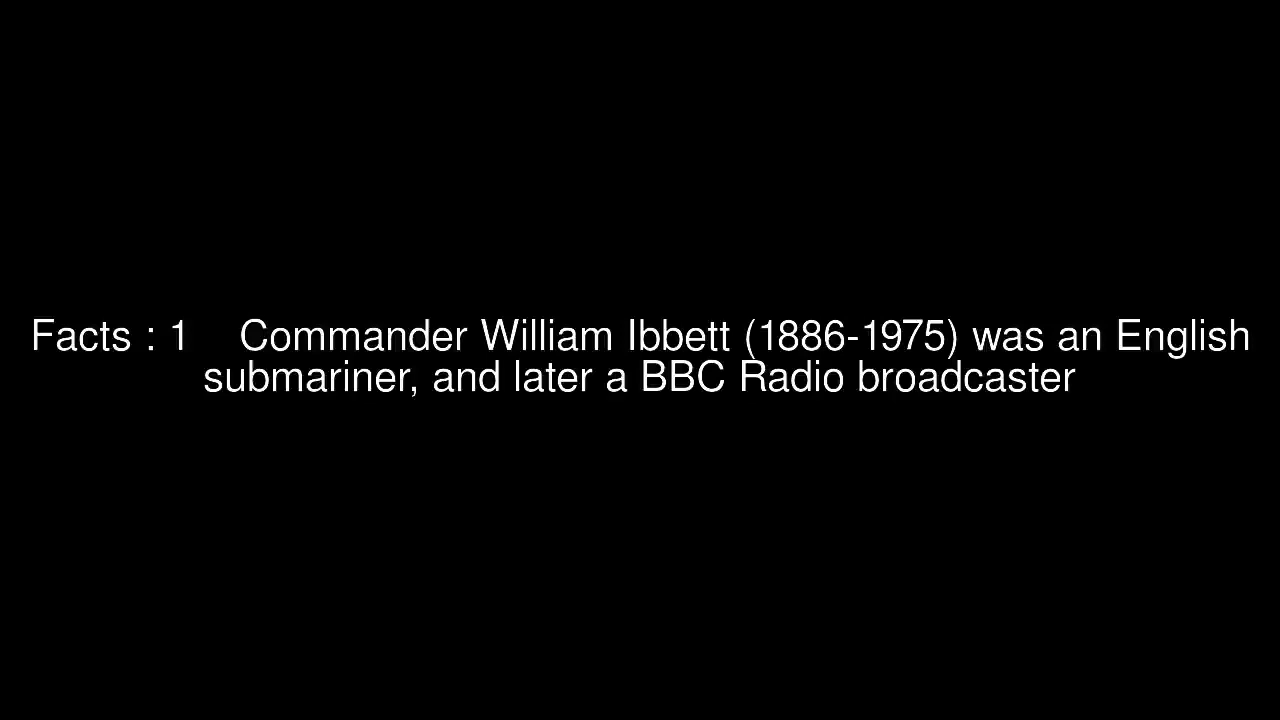 Facts : 1    Commander William Ibbett (1886-1975) was an English
submariner, and later a BBC Radio broadcaster